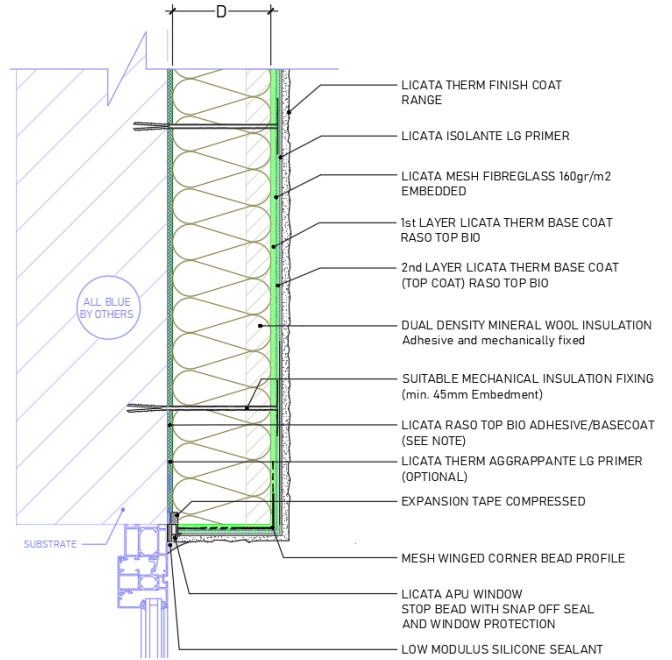 D
LICATA THERM FINISH COAT
RANGE
LICATA ISOLANTE LG PRIMER
LICATA MESH FIBREGLASS 160gr/m2
EMBEDDED
1st LAYER LICATA THERM BASE COAT
RASO TOP BIO
2nd LAYER LICATA THERM BASE COAT
(TOP COAT) RASO TOP BIO
ALL BLUE
BY OTHERS
DUAL DENSITY MINERAL WOOL INSULATION
Adhesive and mechanically fixed
SUITABLE MECHANICAL INSULATION FIXING
(min. 45mm Embedment)
LICATA RASO TOP BIO ADHESIVE/BASECOAT
(SEE NOTE)
LICATA THERM AGGRAPPANTE LG PRIMER
(OPTIONAL)
EXPANSION TAPE COMPRESSED
SUBSTRATE
MESH WINGED CORNER BEAD PROFILE
LICATA APU WINDOW
STOP BEAD WITH SNAP OFF SEAL
AND WINDOW PROTECTION
LOW MODULUS SILICONE SEALANT